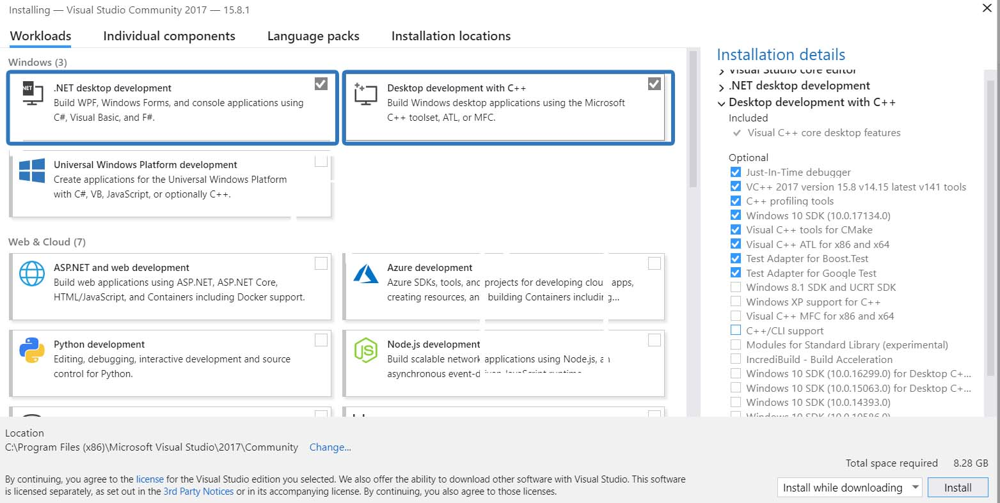 Installing — Visual Studio Community 2017 — 15.8.1
Workloads
Individual components
Language packs
Installation locations
Windows (3)
.NET desktop development
Build WPF, Windows Forms, and console applications using
C#, Visual Basic, and F#.
Desktop development with C++
Build Windows desktop applications using the Microsoft
C++ toolset, ATL, or MFC.
Universal Windows Platform development
Create applications for the Universal Windows Platform
with C#, VB, JavaScript, or optionally C++.
Web & Cloud (7)
ASP.NET and web development
Build web applications using ASP.NET, ASP.NET Core,
HTML/JavaScript, and Containers including Docker support.
Azure development
Azure SDKs, tools, and projects for developing cloud apps,
creating resources, and building Containers including...
Python development
Editing, debugging, interactive development and source
control for Python.
Node.js development
Build scalable network applications using Node.js, an
asynchronous event-driven JavaScript runtime.
Installation details
Visual Studio core editor
.NET desktop development
Desktop development with C++
Included
Visual C++ core desktop features
Optional
Just-In-Time debugger
VC++ 2017 version 15.8 v14.15 latest v141 tools
C++ profiling tools
Windows 10 SDK (10.0.17134.0)
Visual C++ tools for CMake
Visual C++ ATL for x86 and x64
Test Adapter for Boost.Test
Test Adapter for Google Test
Windows 8.1 SDK and UCRT SDK
Windows XP support for C++
Visual C++ MFC for x86 and x64
C++/CLI support
Modules for Standard Library (experimental)
IncrediBuild - Build Acceleration
Windows 10 SDK (10.0.16299.0) for Desktop C+...
Windows 10 SDK (10.0.15063.0) for Desktop C+...
Windows 10 SDK (10.0.14393.0)
Windows 10 SDK (10.0.10586.0)
Location
C:\Program Files (x86)\Microsoft Visual Studio\2017\Community
Change...
Total space required 8.28 GB
By continuing, you agree to the license for the Visual Studio edition you selected. We also offer the ability to download other software with Visual Studio. This software
is licensed separately, as set out in the 3rd Party Notices or in its accompanying license. By continuing, you also agree to those licenses.
Install while downloading
Install